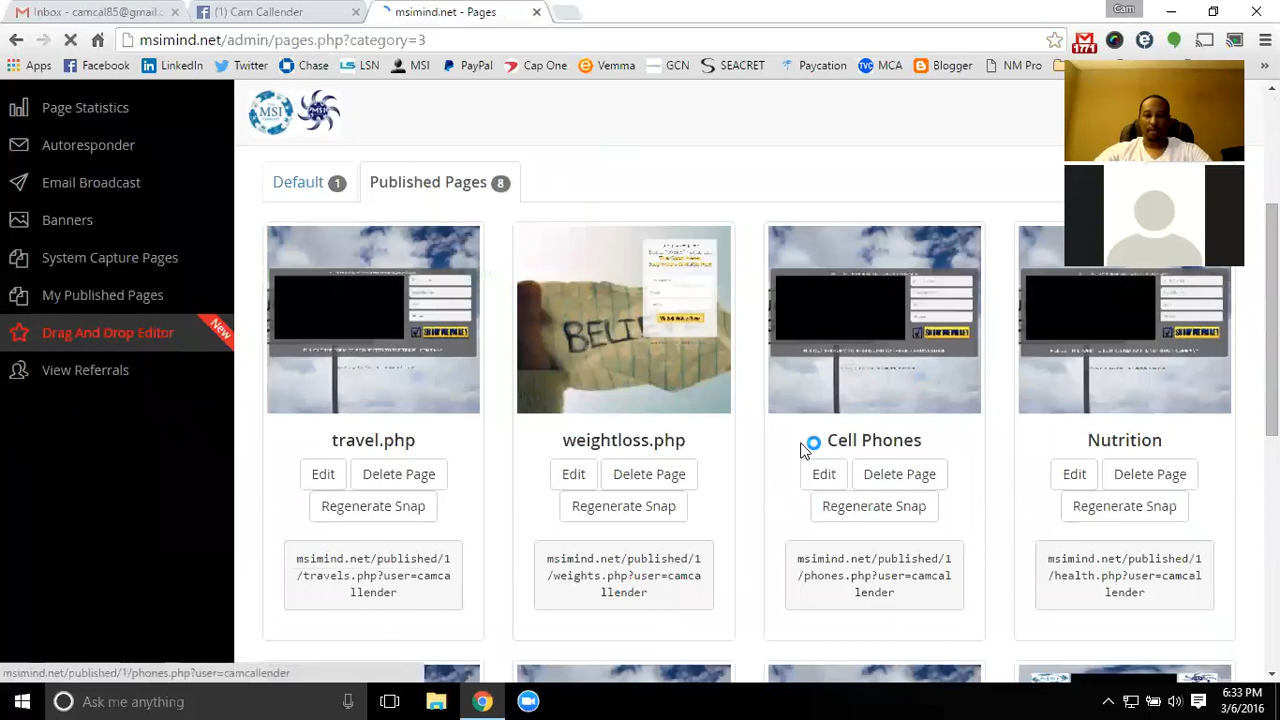 Inbox - camcal85@gmail.c
(1) Cam Callender
msimind.net - Pages
Cam
msimind.net/admin/pages.php?category=3
1771
Apps Facebook LinkedIn Twitter Chase LSN MSI PayPal Cap One Vemma GCN SEACRET Paycation MCA Blogger NM Pro
Page Statistics
Autoresponder
Email Broadcast
Banners
System Capture Pages
My Published Pages
Drag And Drop Editor
New
View Referrals
MSI
Default 1
Published Pages 8
BELI
travel.php
Edit Delete Page
Regenerate Snap
msimind.net/published/1
/travels.php?user=camca
llender
weightloss.php
Edit Delete Page
Regenerate Snap
msimind.net/published/1
/weights.php?user=camca
llender
Cell Phones
Edit Delete Page
Regenerate Snap
msimind.net/published/1
/phones.php?user=camcal
lender
Nutrition
Edit Delete Page
Regenerate Snap
msimind.net/published/1
/health.php?user=camcal
lender
msimind.net/published/1/phones.php?user=camcallender
Ask me anything
6:33 PM
3/6/2016